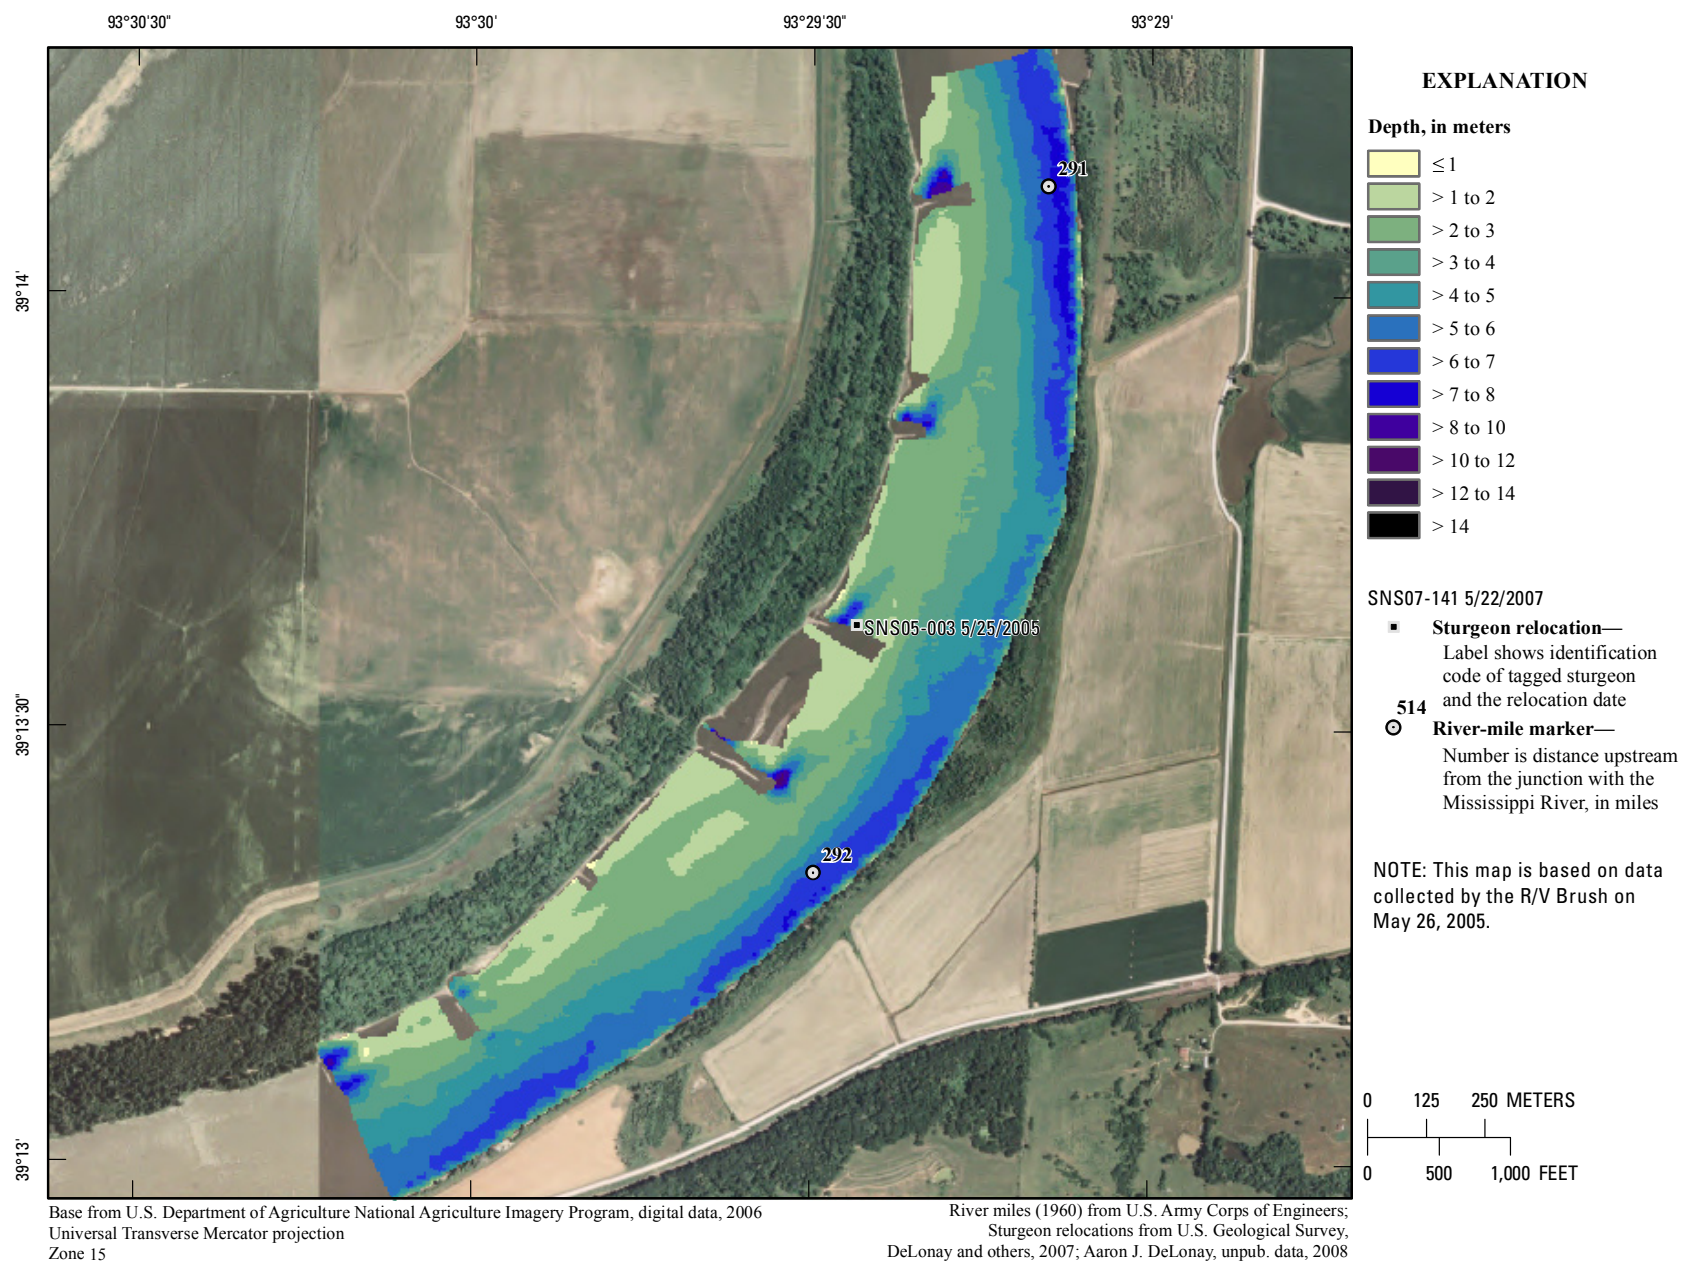 93°30'30"
93°30'
93°29'30"
93°29'
39°14'
39°13'30"
39°13'
291
SNS05-003 5/25/2005
292
EXPLANATION
Depth, in meters
≤ 1
> 1 to 2
> 2 to 3
> 3 to 4
> 4 to 5
> 5 to 6
> 6 to 7
> 7 to 8
> 8 to 10
> 10 to 12
> 12 to 14
> 14
SNS07-141 5/22/2007
Sturgeon relocation—
Label shows identification
code of tagged sturgeon
and the relocation date
514
River-mile marker—
Number is distance upstream
from the junction with the
Mississippi River, in miles
NOTE: This map is based on data
collected by the R/V Brush on
May 26, 2005.
0 125 250 METERS
0 500 1,000 FEET
Base from U.S. Department of Agriculture National Agriculture Imagery Program, digital data, 2006
Universal Transverse Mercator projection
Zone 15
River miles (1960) from U.S. Army Corps of Engineers;
Sturgeon relocations from U.S. Geological Survey,
DeLonay and others, 2007; Aaron J. DeLonay, unpub. data, 2008